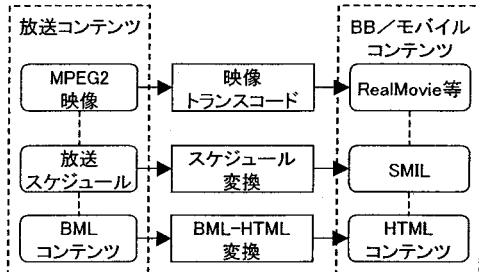 放送コンテンツ
BB／モバイル
コンテンツ
MPEG2
映像
映像
トランスコード
RealMovie等
放送
スケジュール
スケジュール
変換
SMIL
BML
コンテンツ
BML-HTML
変換
HTML
コンテンツ